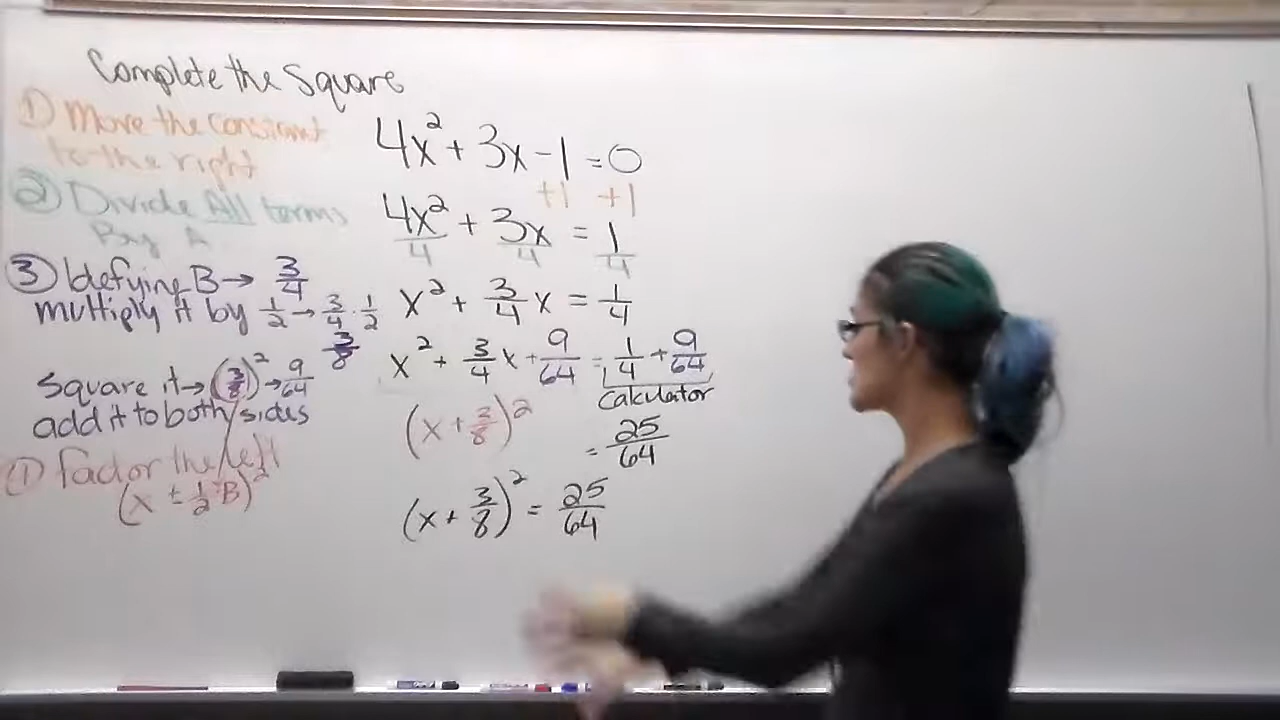 Complete the Square
① Move the constant
to the right
② Divide All terms
By A
③ Idefying B→ 3/4
multiply it by 1/2 → 3/4 · 1/2
3/8
Square it→ (3/8)² → 9/64
add it to both sides
① factor the left
(x ± 1/2 B)²
4x² + 3x - 1 = 0
+1 +1
4x²/4 + 3x/4 = 1/4
x² + 3/4 x = 1/4
x² + 3/4 x + 9/64 = 1/4 + 9/64
Calculator
(x + 3/8)²
= 25/64
(x + 3/8)² = 25/64